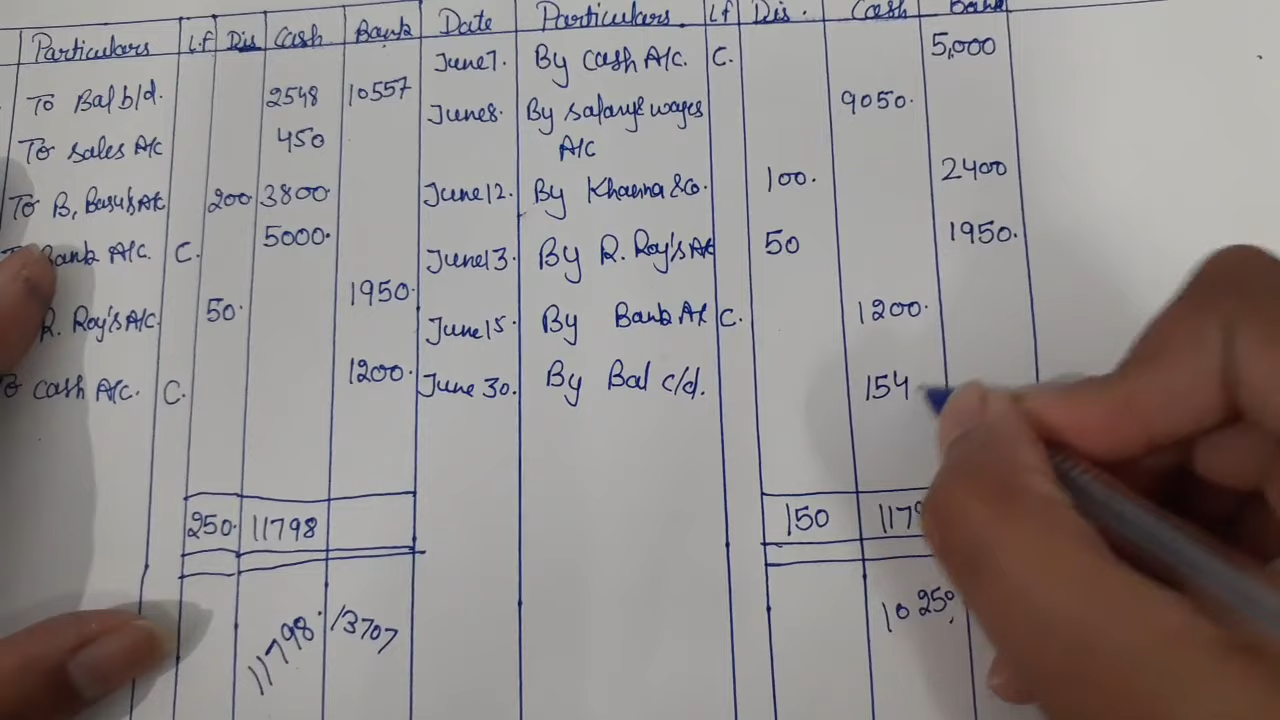 Particulars L.f Dis Cash Bank Date Particulars Lf Dis. Cash Bank
June 7. By Cash A/c. C. 5,000
To Bal b/d. 2548 10557
June 8. By Salary & wages A/c 9050.
To Sales A/c 450
To B. Basu's A/c 200 3800. June 12. By Khanna & Co. 100. 2400
Bank A/c. C. 5000. June 13. By R. Roy's A/c 50 1950.
R. Roy's A/c. 50. 1950. June 15. By Bank A/c C. 1200.
To Cash A/c. C. 1200. June 30. By Bal c/d. 154
250. 11798 150
11798. 13707 10250